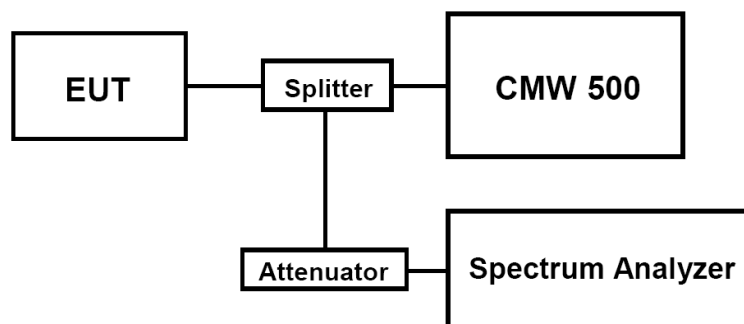 EUT
Splitter
CMW 500
Attenuator
Spectrum Analyzer